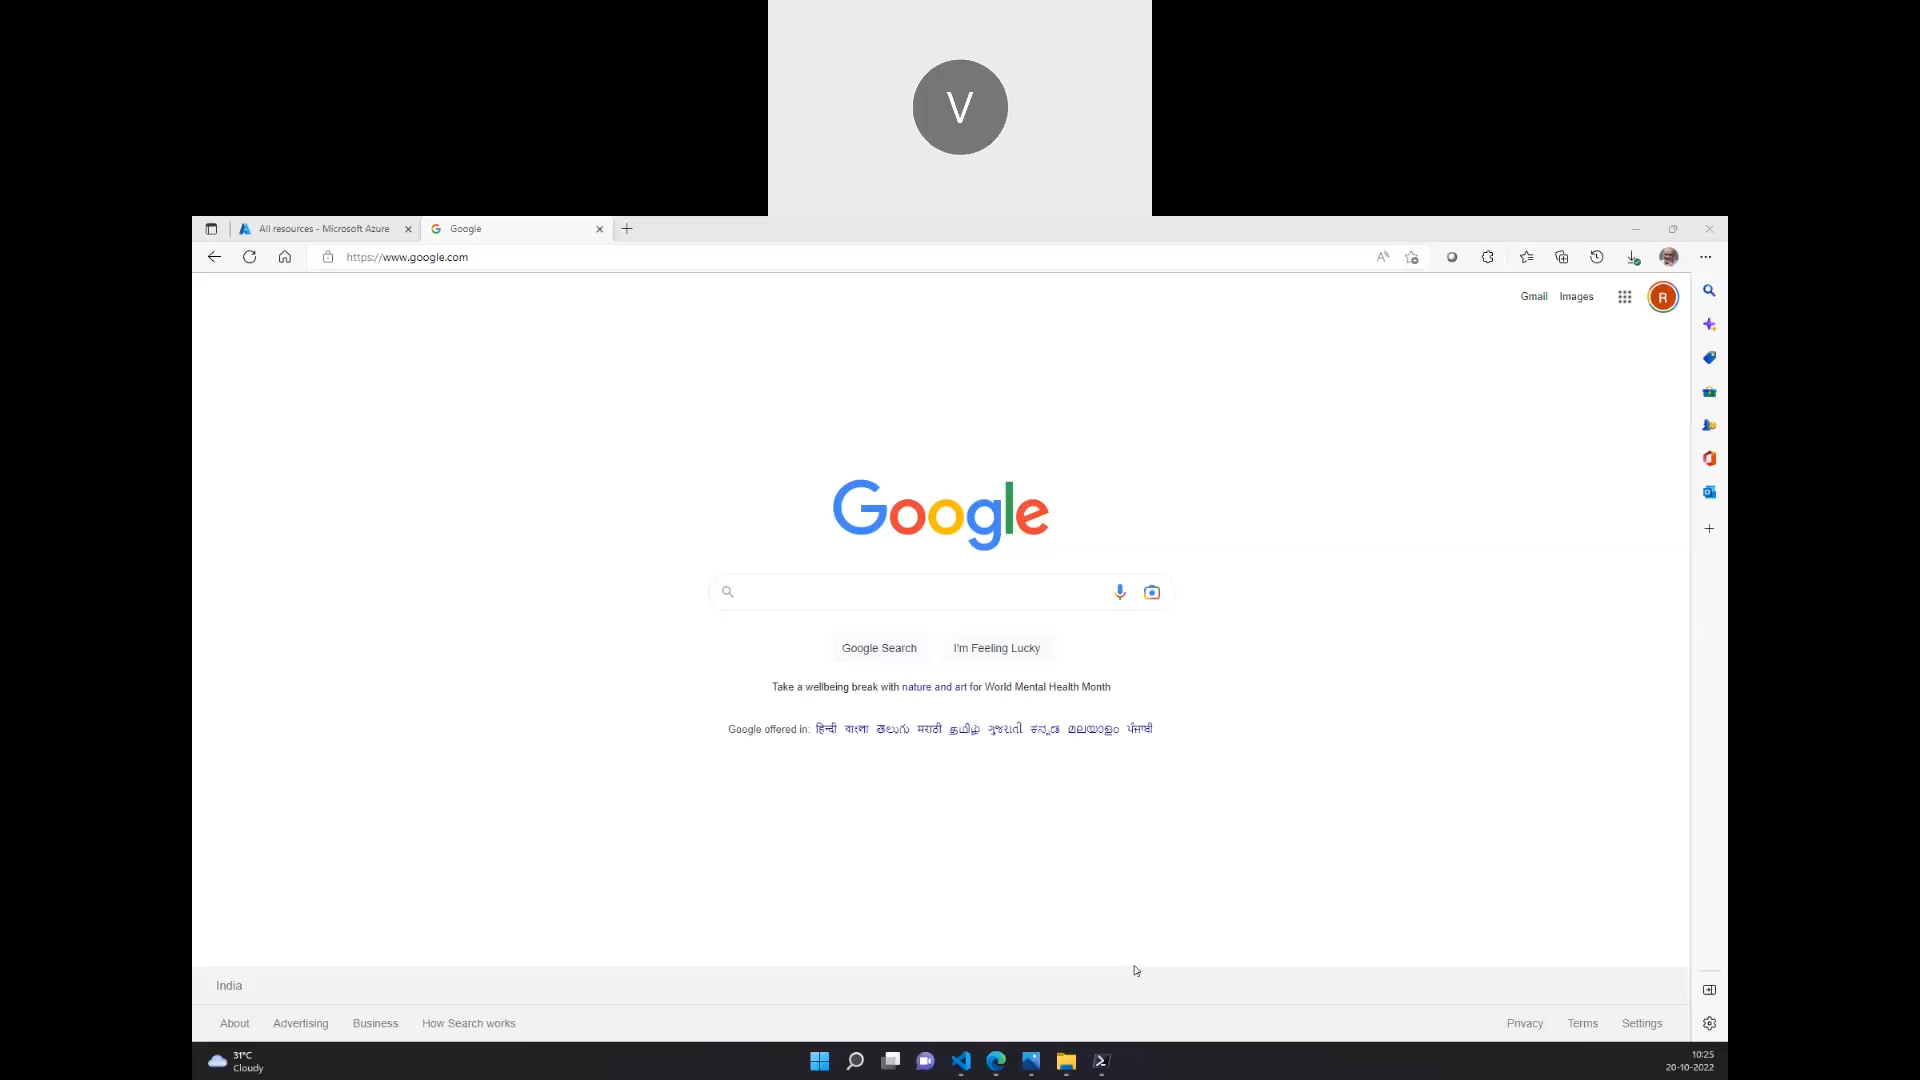 V
All resources - Microsoft Azure
Google
https://www.google.com
Gmail Images
R
Google
Google Search I'm Feeling Lucky
Take a wellbeing break with nature and art for World Mental Health Month
Google offered in: हिन्दी বাংলা తెలుగు मराठी தமிழ் ગુજરાતી ಕನ್ನಡ മലയാളം ਪੰਜਾਬੀ
India
About Advertising Business How Search works
Privacy Terms Settings
31°C
Cloudy
10:25
20-10-2022